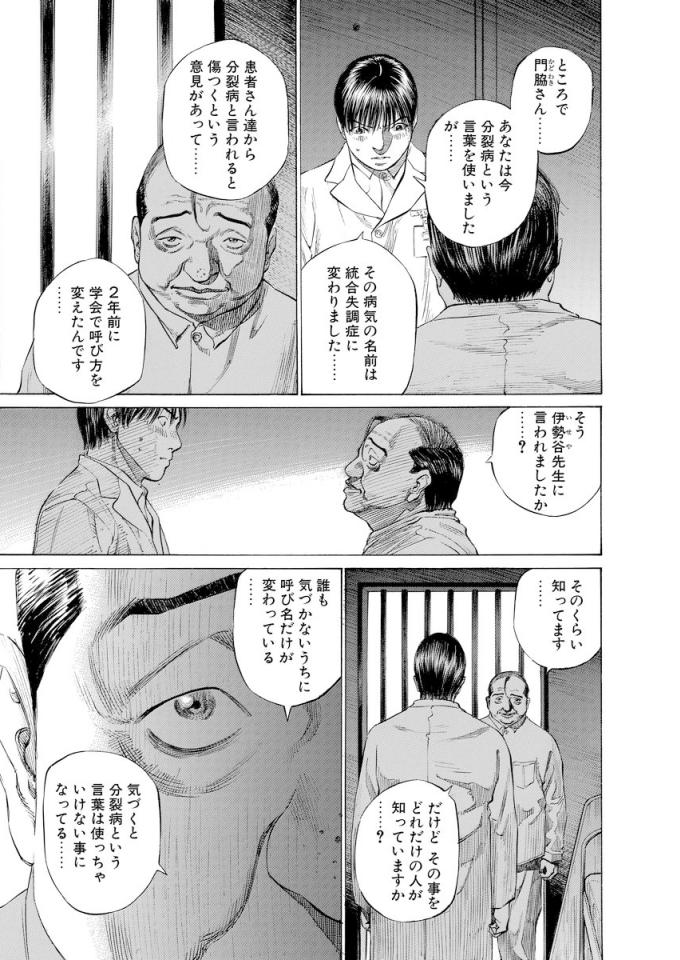 ところで
門脇さん……
かどわき
あなたは今
分裂病という
言葉を使いました
が……
その病気の名前は
統合失調症に
変わりました……
患者さん達から
分裂病と言われると
傷つくという
意見があって……
２年前に
学会で呼び方を
変えたんです
……
そう
伊勢谷先生に
いせや
言われましたか
……？
そのくらい
知ってます
……
だけど その事を
どれだけの人が
知っていますか
……？
誰も
気づかないうちに
呼び名だけが
変わっている
気づくと
分裂病という
言葉は使っちゃ
いけない事に
なってる……